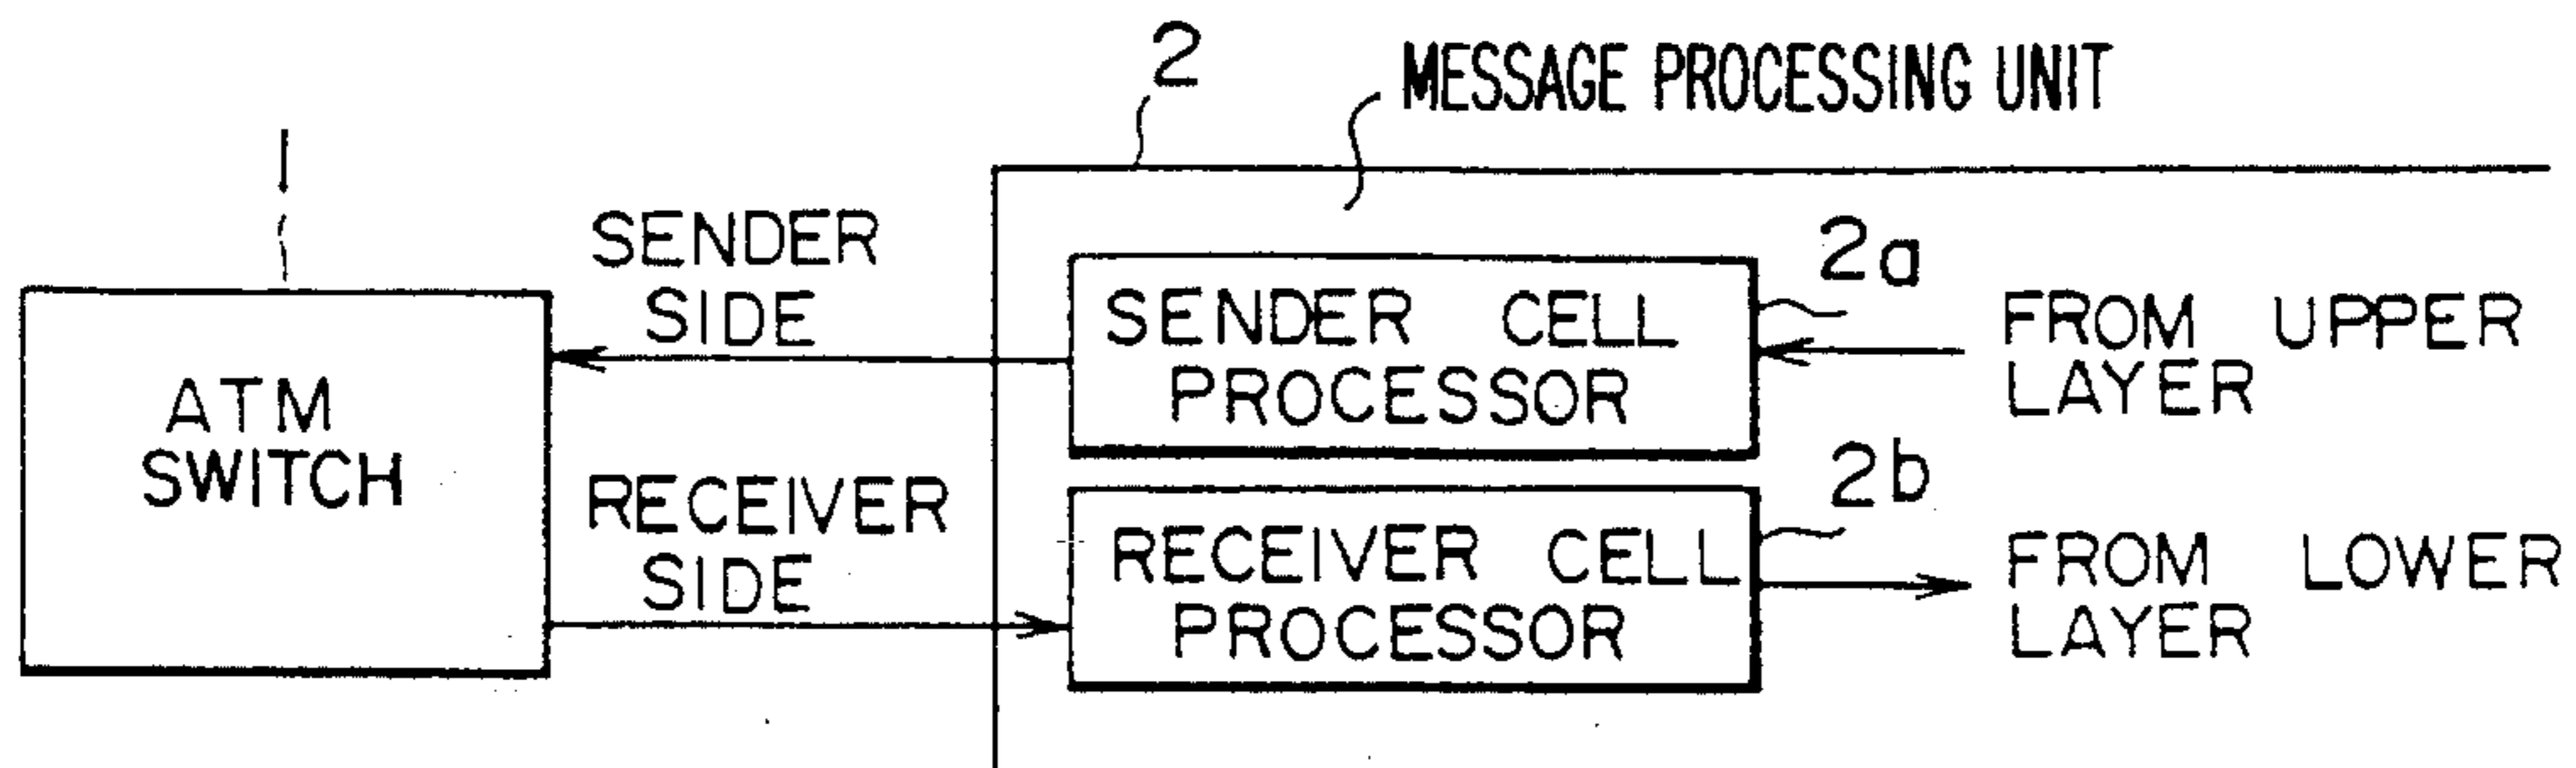 2
MESSAGE PROCESSING UNIT
SENDER
SIDE
2a
SENDER CELL
PROCESSOR
FROM UPPER
LAYER
ATM
SWITCH
RECEIVER
SIDE
2b
RECEIVER CELL
PROCESSOR
FROM LOWER
LAYER